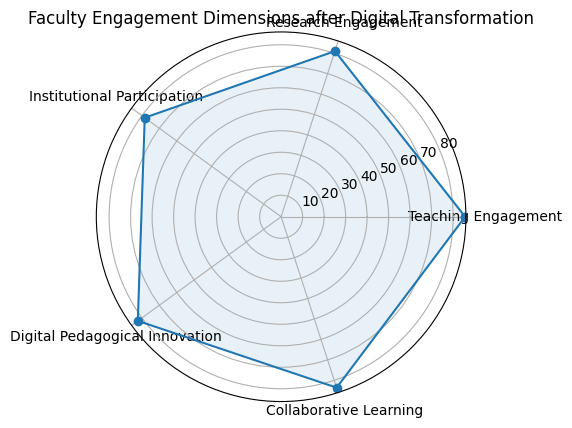 Faculty Engagement Dimensions after Digital Transformation
Research Engagement
Institutional Participation
80
70
60
50
40
30
20
10
Teaching Engagement
Digital Pedagogical Innovation
Collaborative Learning